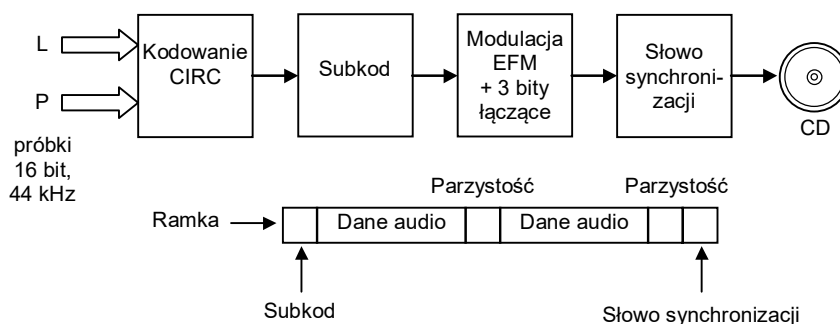 L
P
próbki
16 bit,
44 kHz
Kodowanie
CIRC
Subkod
Modulacja
EFM
+ 3 bity
łączące
Słowo
synchroni-
zacji
CD
Parzystość
Parzystość
Ramka
Dane audio
Dane audio
Subkod
Słowo synchronizacji